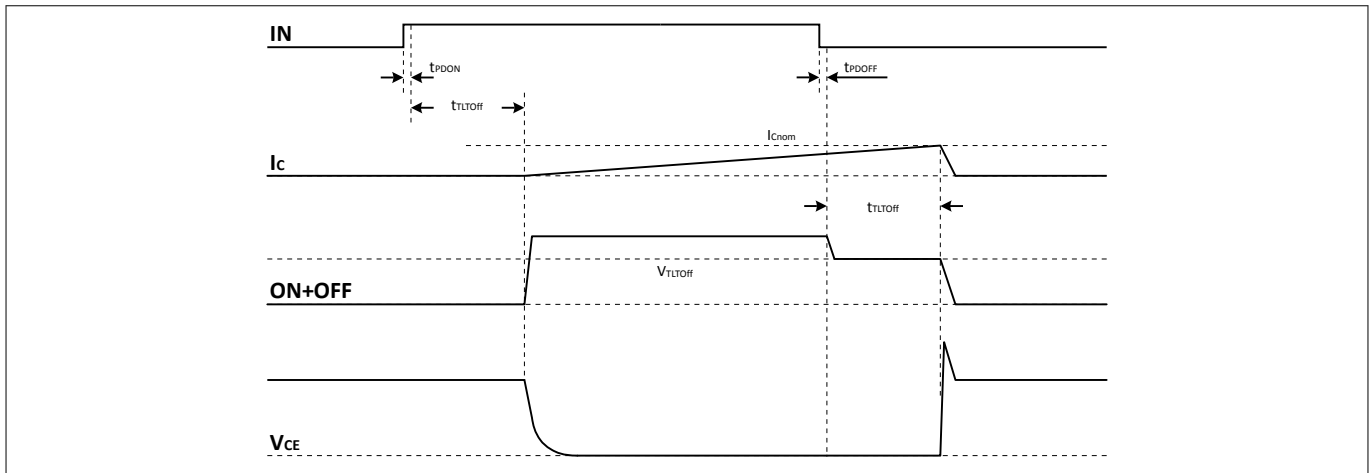 IN
tPDON
tPDOFF
tTLTOff
ICnom
IC
tTLTOff
VTLTOff
ON+OFF
VCE